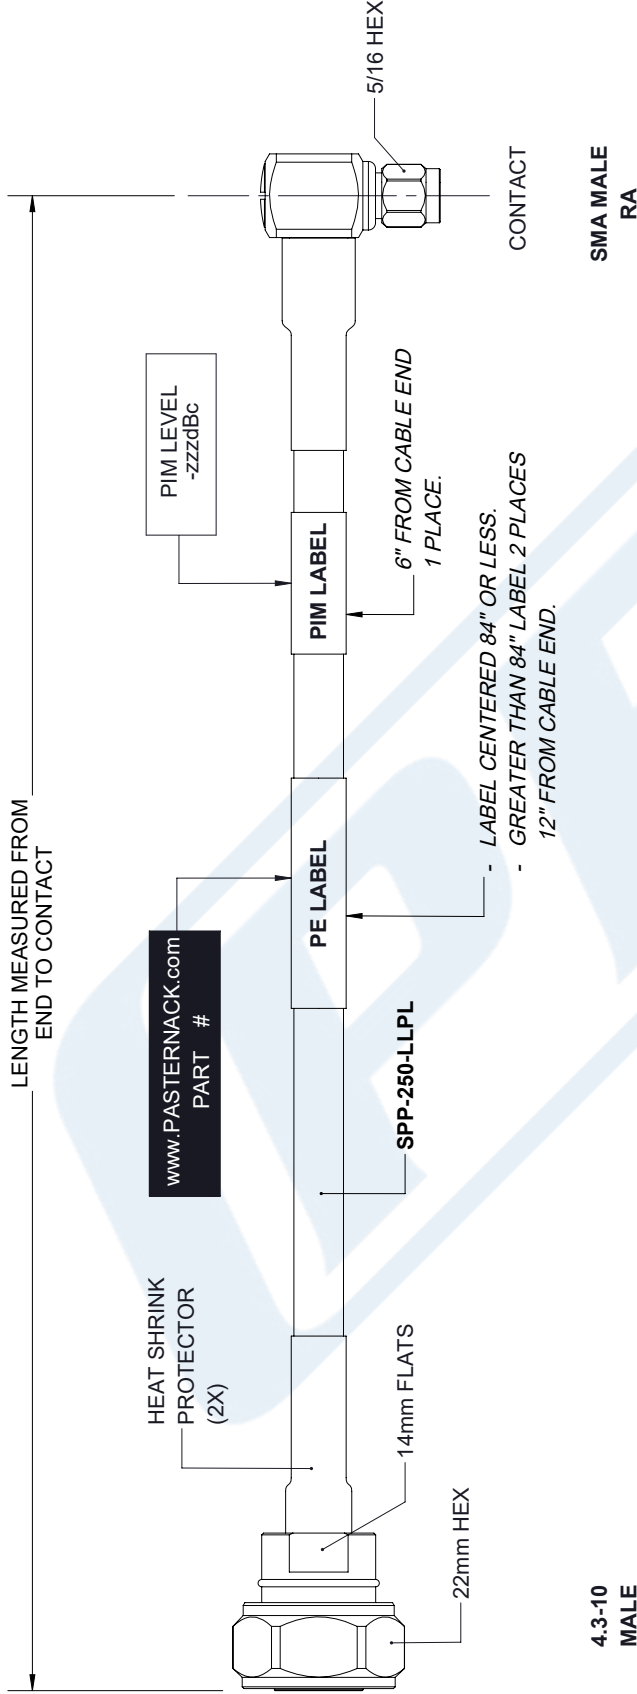 LENGTH MEASURED FROM
END TO CONTACT
HEAT SHRINK
PROTECTOR
(2X)
www.PASTERNACK.com
PART #
PIM LEVEL
-zzzdBc
PE LABEL
PIM LABEL
5/16 HEX
22mm HEX
14mm FLATS
SPP-250-LLPL
- LABEL CENTERED 84" OR LESS.
- GREATER THAN 84" LABEL 2 PLACES
12" FROM CABLE END.
6" FROM CABLE END
1 PLACE.
CONTACT
4.3-10
MALE
SMA MALE
RA